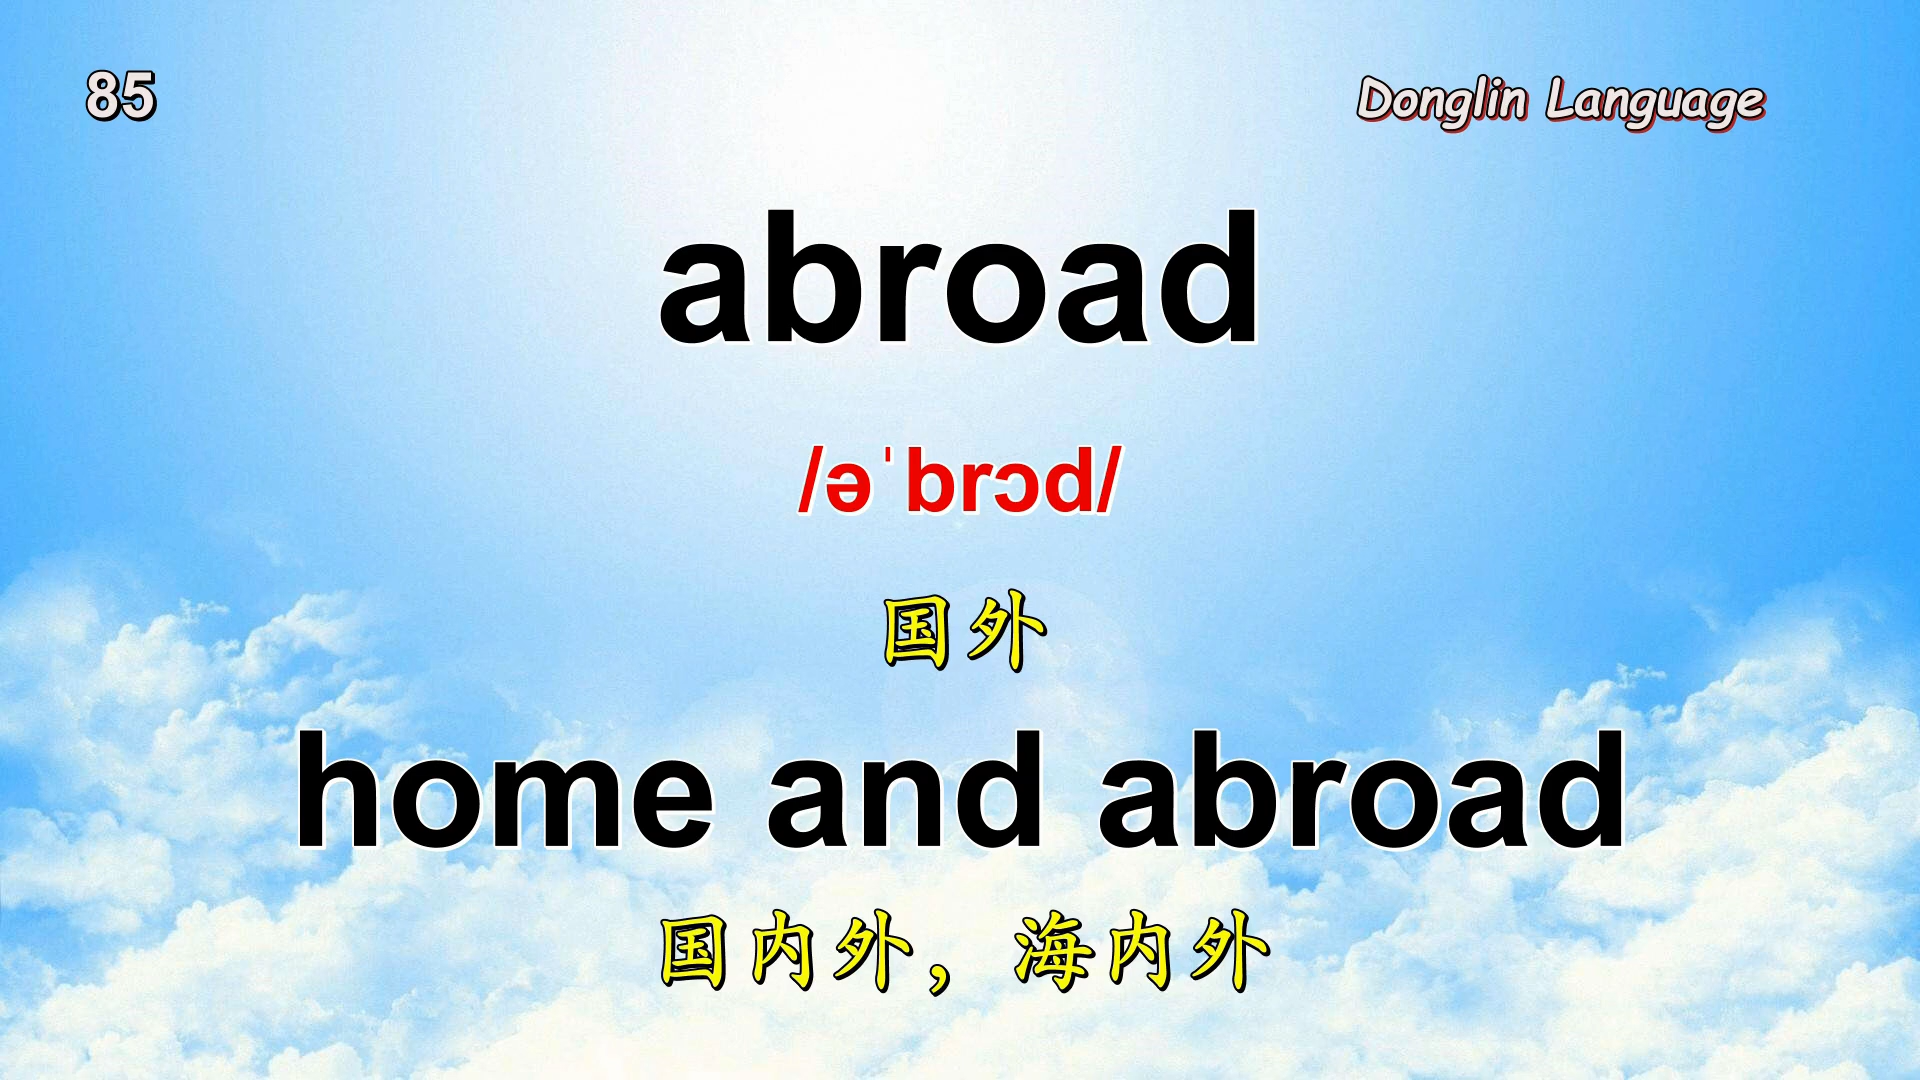 85
Donglin Language
abroad
/əˈbrɔd/
国外
home and abroad
国内外，海内外